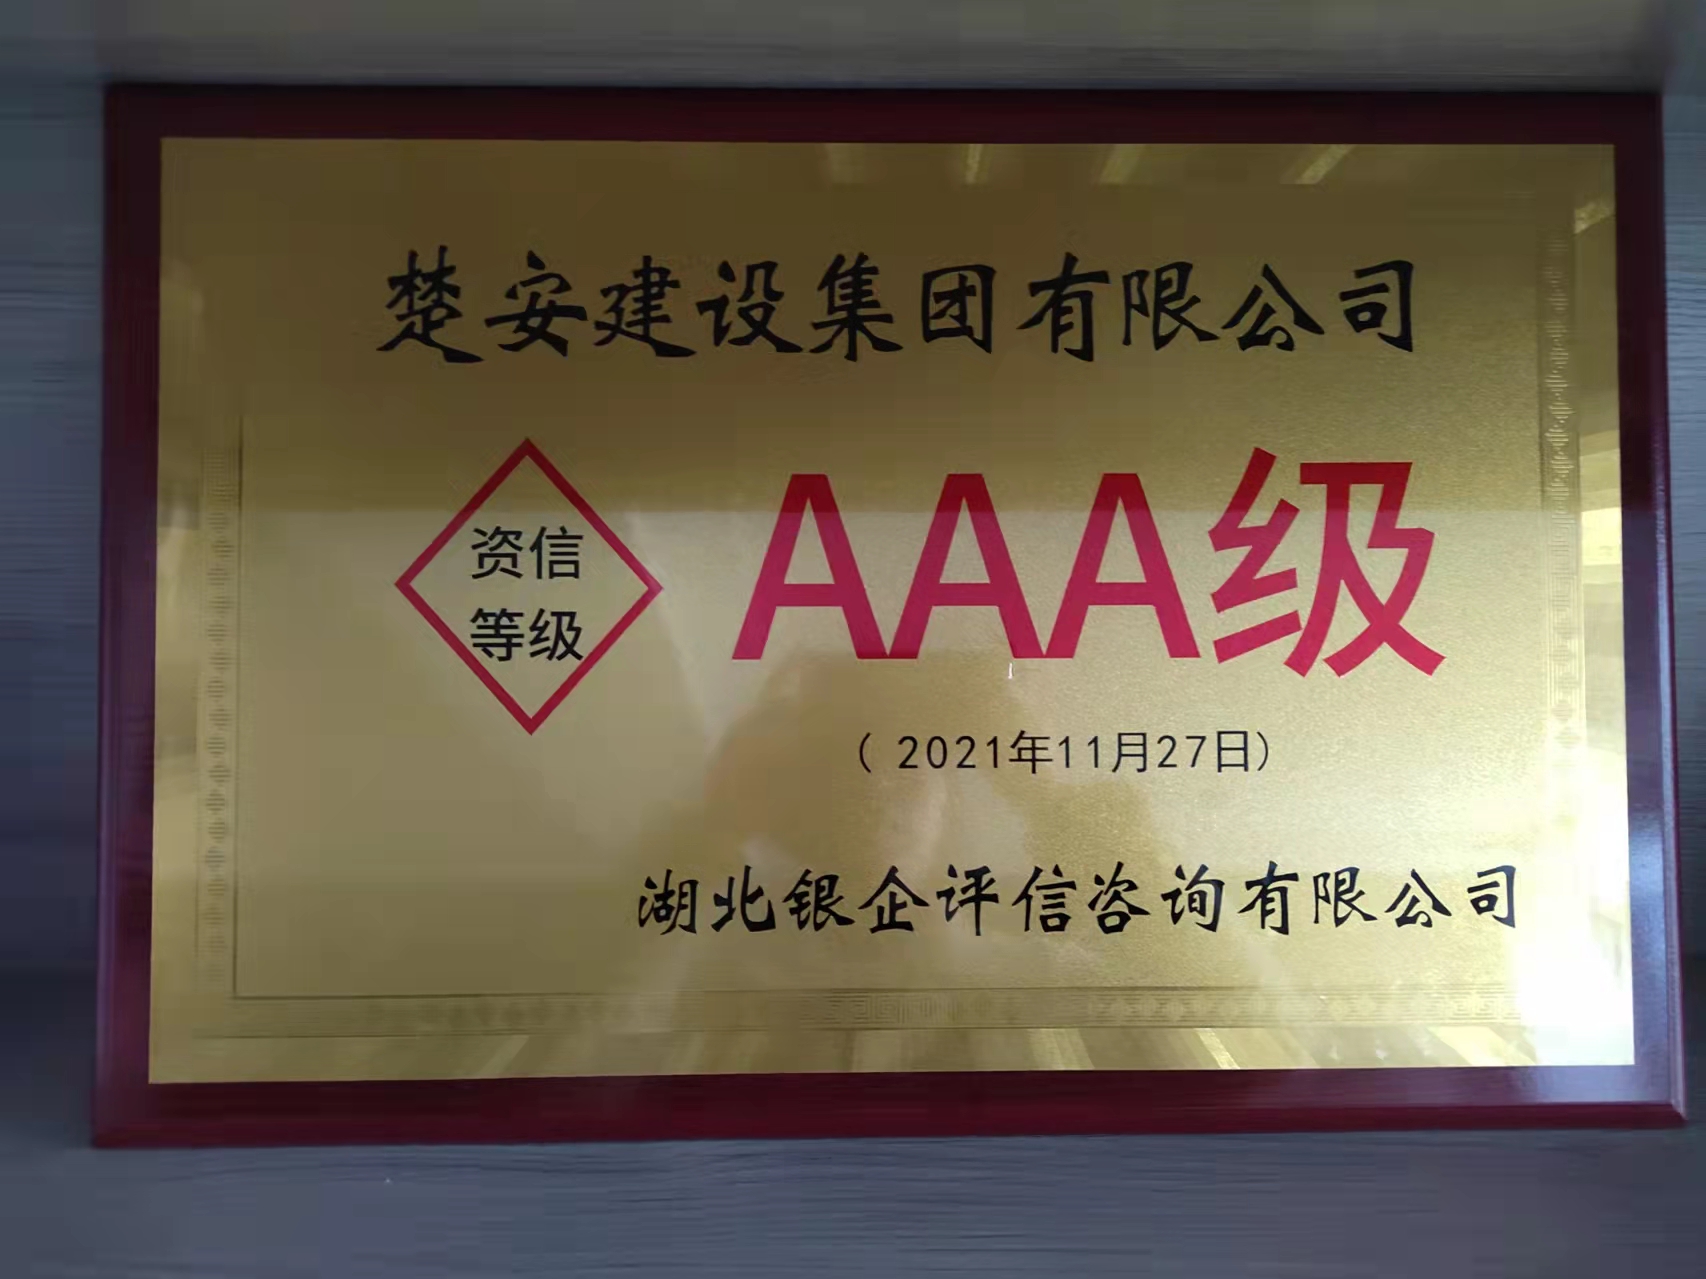 楚安建设集团有限公司
资信
等级
AAA级
( 2021年11月27日)
湖北银企评信咨询有限公司